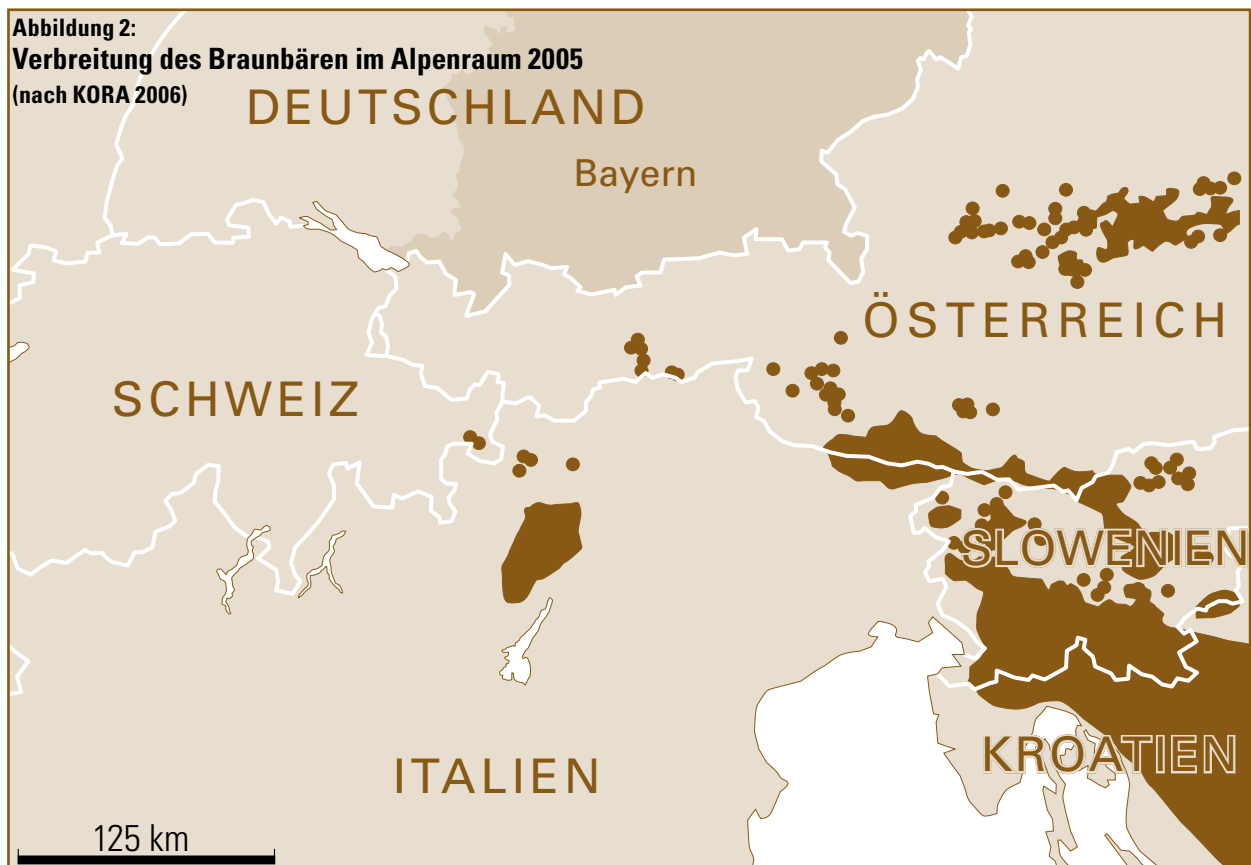 Abbildung 2:
Verbreitung des Braunbären im Alpenraum 2005
(nach KORA 2006)
DEUTSCHLAND
Bayern
ÖSTERREICH
SCHWEIZ
SLOWENIEN
KROATIEN
ITALIEN
125 km